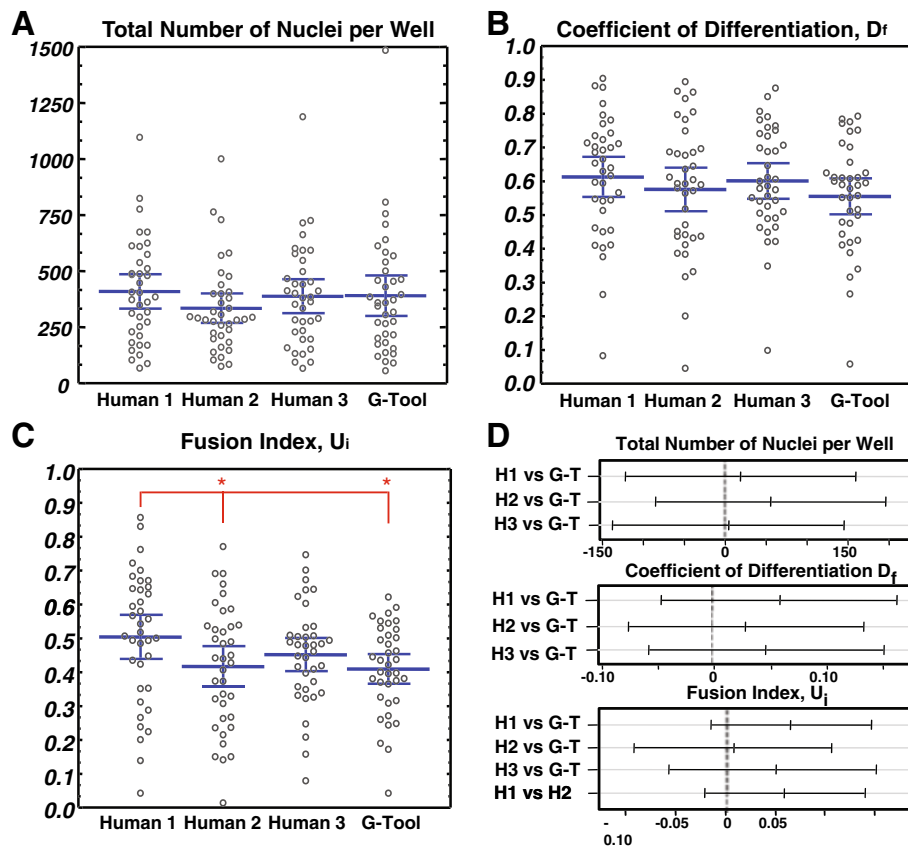 A Total Number of Nuclei per Well
1500
1250
1000
750
500
250
0
Human 1 Human 2 Human 3 G-Tool
B Coefficient of Differentiation, Df
1.0
0.9
0.8
0.7
0.6
0.5
0.4
0.3
0.2
0.1
0.0
Human 1 Human 2 Human 3 G-Tool
C Fusion Index, Ui
1.0
0.9
0.8
0.7
0.6
0.5
0.4
0.3
0.2
0.1
0.0
* *
Human 1 Human 2 Human 3 G-Tool
D
Total Number of Nuclei per Well
H1 vs G-T
H2 vs G-T
H3 vs G-T
-150 0 150
Coefficient of Differentiation Df
H1 vs G-T
H2 vs G-T
H3 vs G-T
-0.10 0 0.10
Fusion Index, Ui
H1 vs G-T
H2 vs G-T
H3 vs G-T
H1 vs H2
-0.10 -0.05 0 0.05 0.10